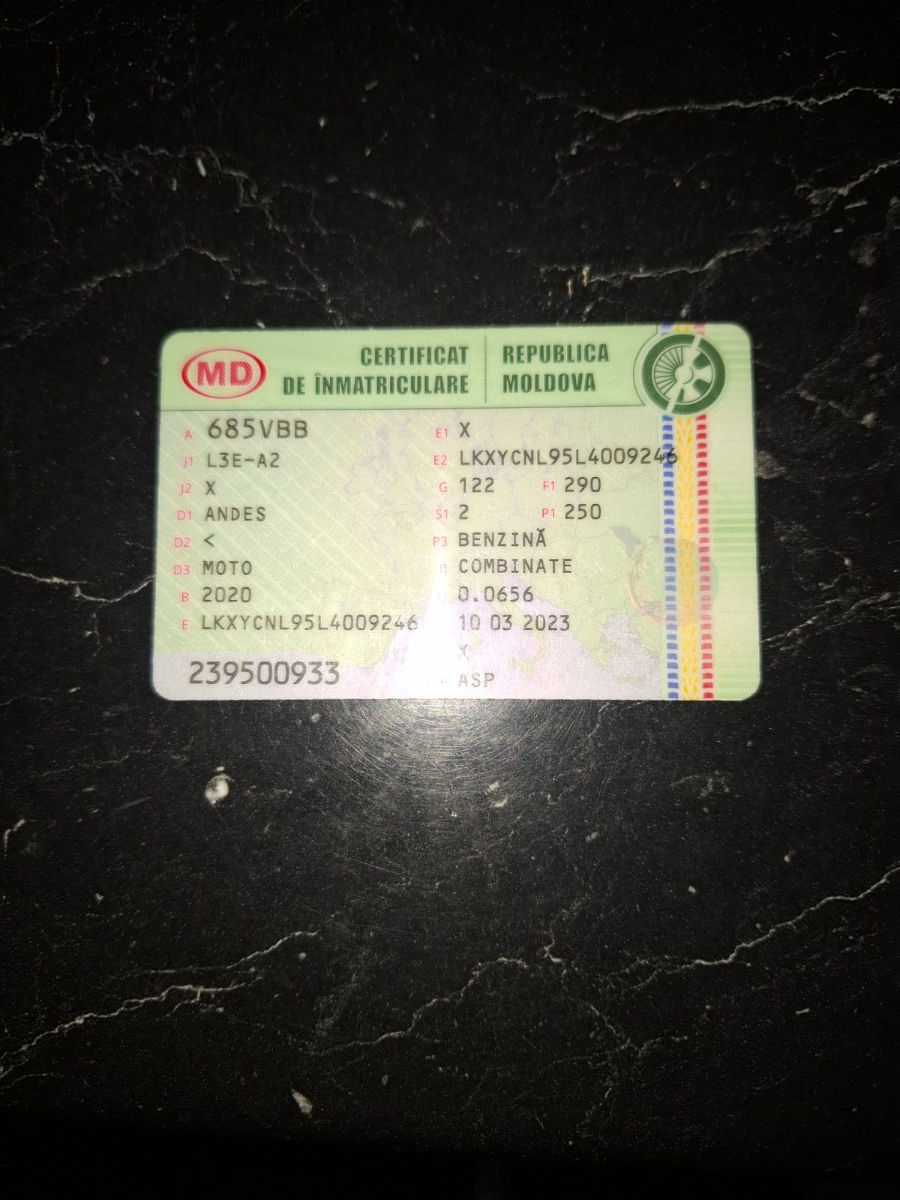 MD
CERTIFICAT
DE ÎNMATRICULARE
REPUBLICA
MOLDOVA
A 685VBB
J1 L3E-A2
J2 X
D1 ANDES
D2 <
D3 MOTO
B 2020
E LKXYCNL95L4009246
239500933
E1 X
E2 LKXYCNL95L4009246
G 122 F1 290
S1 2 P1 250
P3 BENZINĂ
R COMBINATE
0.0656
10 03 2023
X
ASP